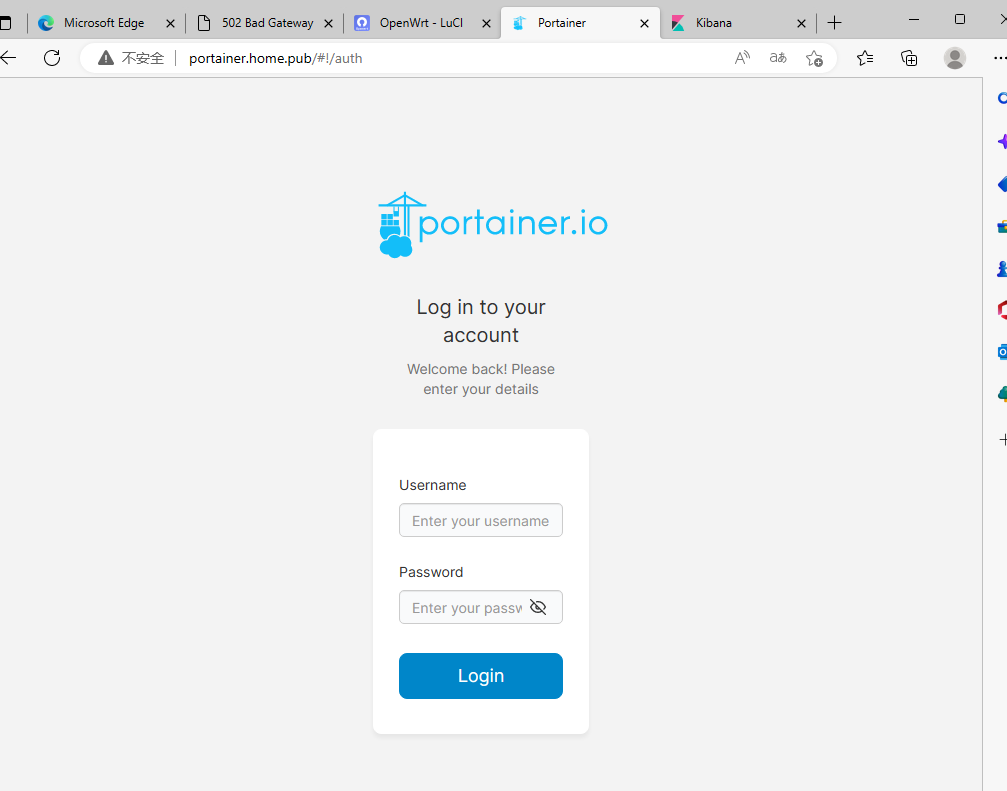 Microsoft Edge
502 Bad Gateway
OpenWrt - LuCI
Portainer
Kibana
不安全
portainer.home.pub/#!/auth
portainer.io
Log in to your
account
Welcome back! Please
enter your details
Username
Enter your username
Password
Enter your passw
Login